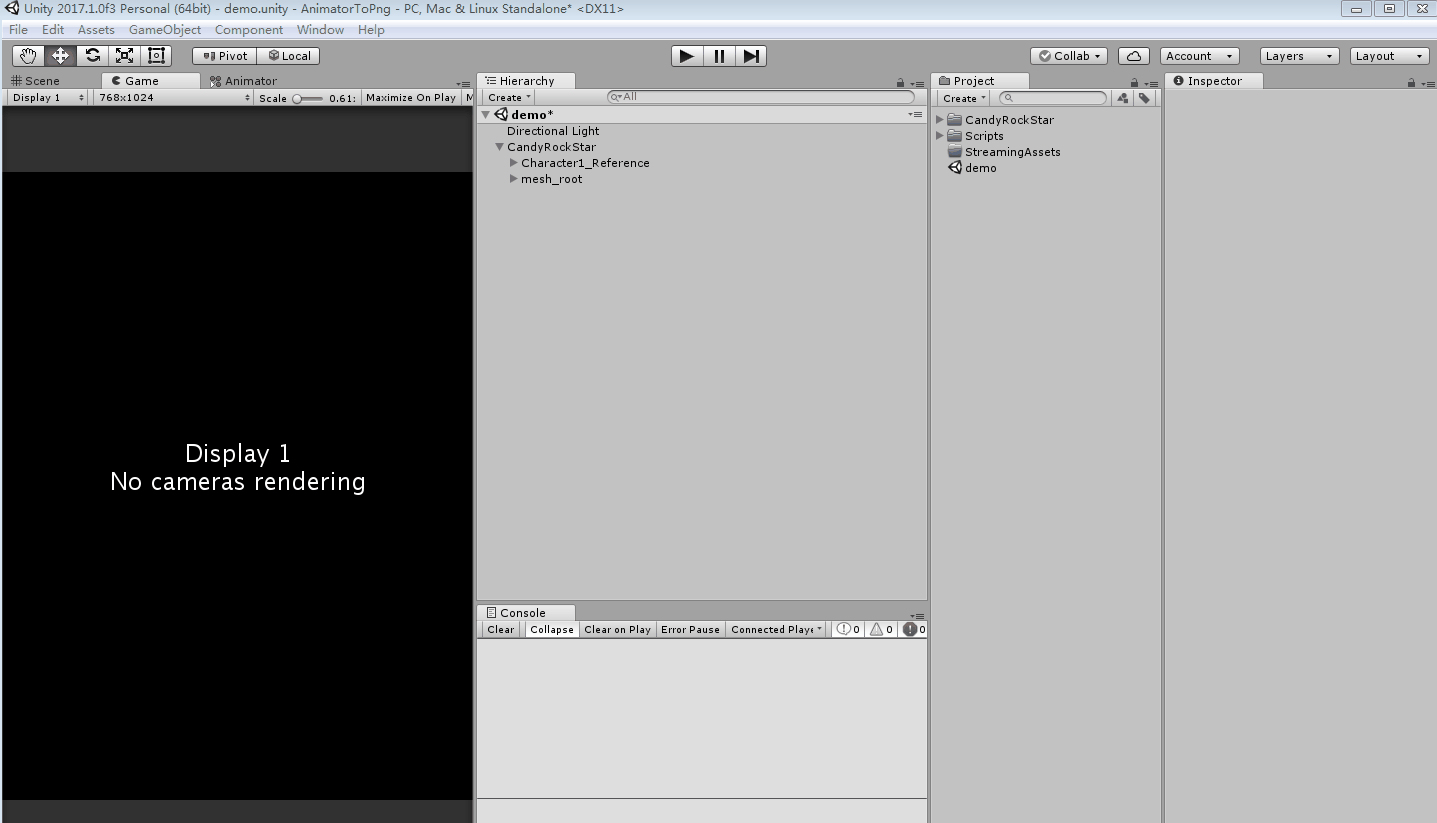 Unity 2017.1.0f3 Personal (64bit) - demo.unity - AnimatorToPng - PC, Mac & Linux Standalone* <DX11>
File Edit Assets GameObject Component Window Help
Pivot Local Collab Account Layers Layout
Scene Game Animator
Display 1 768x1024 Scale 0.61: Maximize On Play M
Display 1
No cameras rendering
Hierarchy
Create All
demo*
Directional Light
CandyRockStar
Character1_Reference
mesh_root
Console
Clear Collapse Clear on Play Error Pause Connected Playe 0 0 0
Project
Create
CandyRockStar
Scripts
StreamingAssets
demo
Inspector